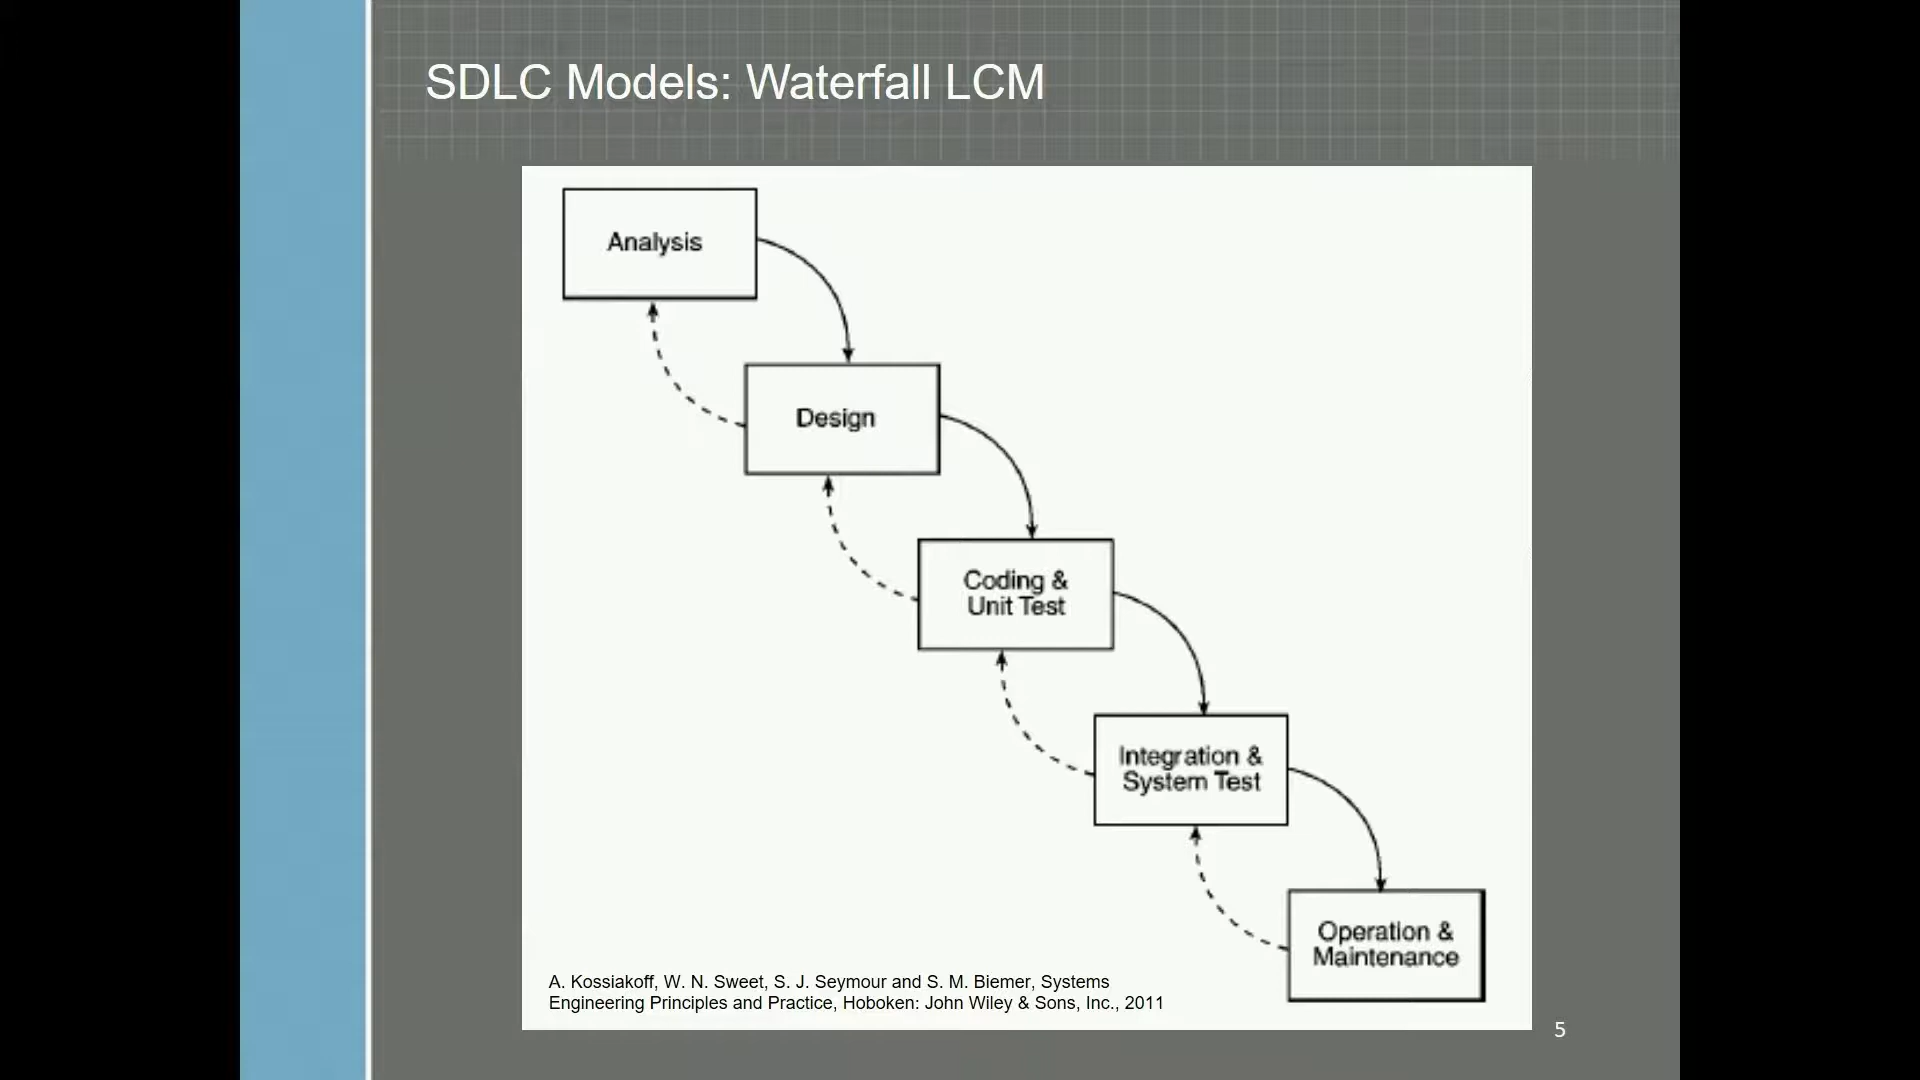 SDLC Models: Waterfall LCM
Analysis
Design
Coding &
Unit Test
Integration &
System Test
Operation &
Maintenance
A. Kossiakoff, W. N. Sweet, S. J. Seymour and S. M. Biemer, Systems
Engineering Principles and Practice, Hoboken: John Wiley & Sons, Inc., 2011
5